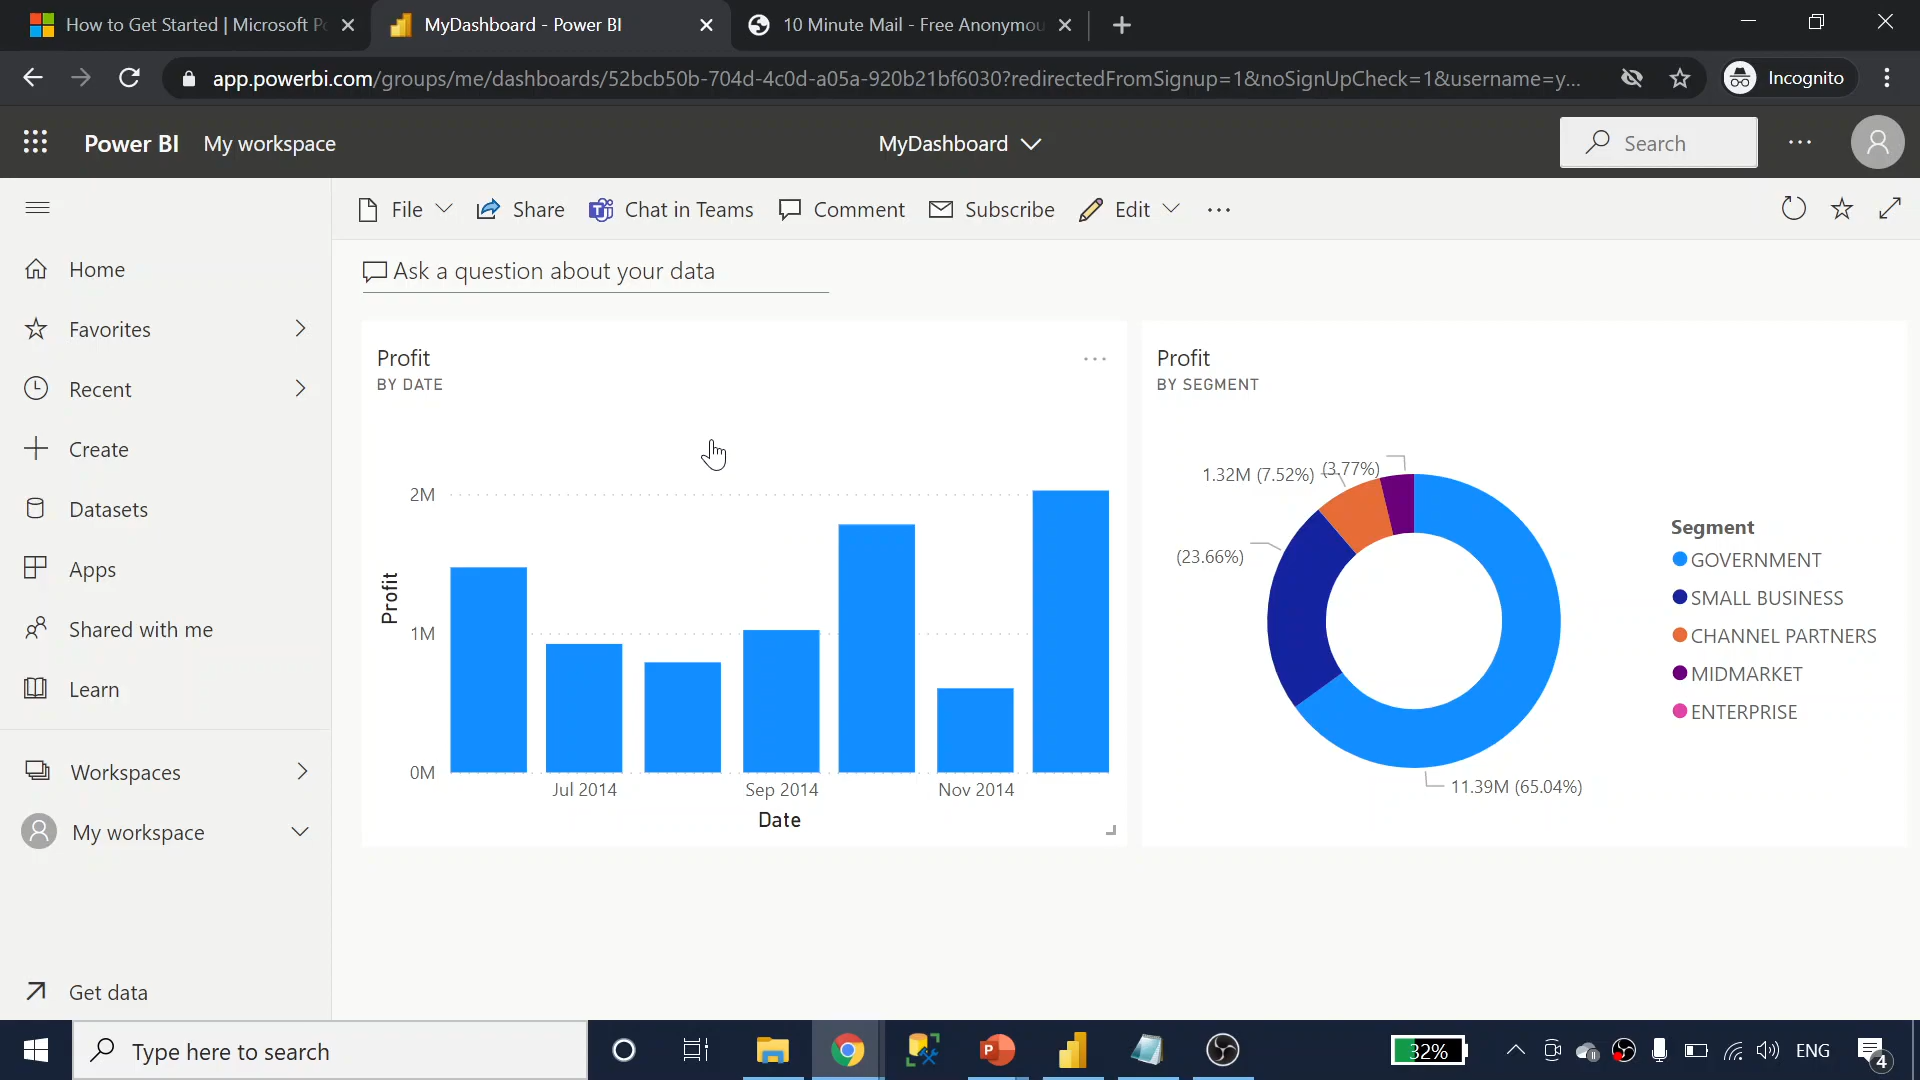 How to Get Started | Microsoft Po
MyDashboard - Power BI
10 Minute Mail - Free Anonymou
app.powerbi.com/groups/me/dashboards/52bcb50b-704d-4c0d-a05a-920b21bf6030?redirectedFromSignup=1&noSignUpCheck=1&username=y...
Incognito
Power BI
My workspace
MyDashboard
Search
File
Share
Chat in Teams
Comment
Subscribe
Edit
Home
Favorites
Recent
Create
Datasets
Apps
Shared with me
Learn
Workspaces
My workspace
Get data
Ask a question about your data
Profit
BY DATE
Profit
2M
1M
0M
Jul 2014
Sep 2014
Nov 2014
Date
Profit
BY SEGMENT
1.32M (7.52%)
(3.77%)
(23.66%)
11.39M (65.04%)
Segment
GOVERNMENT
SMALL BUSINESS
CHANNEL PARTNERS
MIDMARKET
ENTERPRISE
Type here to search
32%
ENG
4